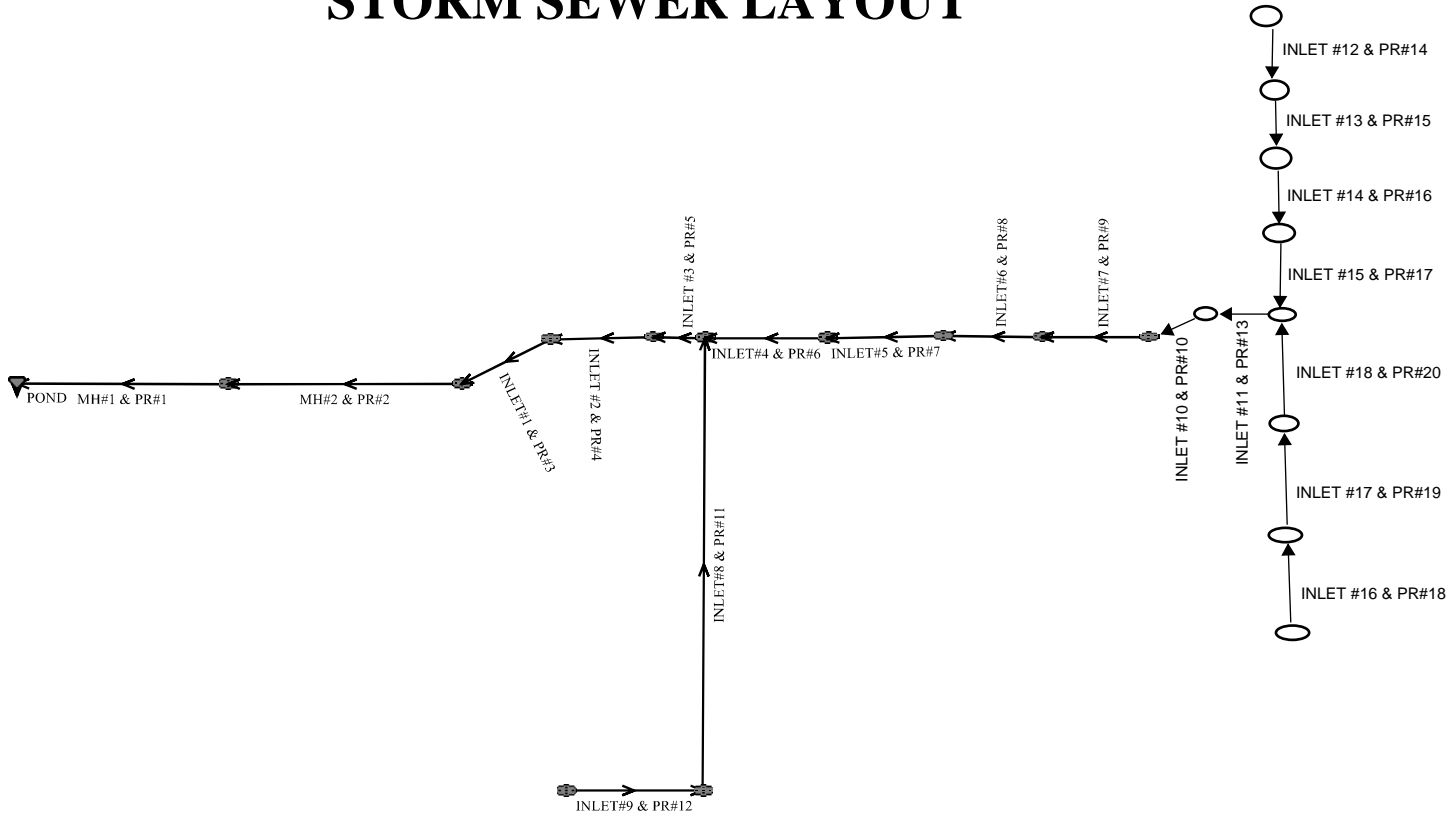 STORM SEWER LAYOUT
INLET #12 & PR#14
INLET #13 & PR#15
INLET #14 & PR#16
INLET #15 & PR#17
INLET #3 & PR#5
INLET#6 & PR#8
INLET#7 & PR#9
INLET#4 & PR#6
INLET#5 & PR#7
INLET #10 & PR#10
INLET #11 & PR#13
INLET #18 & PR#20
POND
MH#1 & PR#1
MH#2 & PR#2
INLET#1 & PR#3
INLET #2 & PR#4
INLET #17 & PR#19
INLET#8 & PR#11
INLET #16 & PR#18
INLET#9 & PR#12